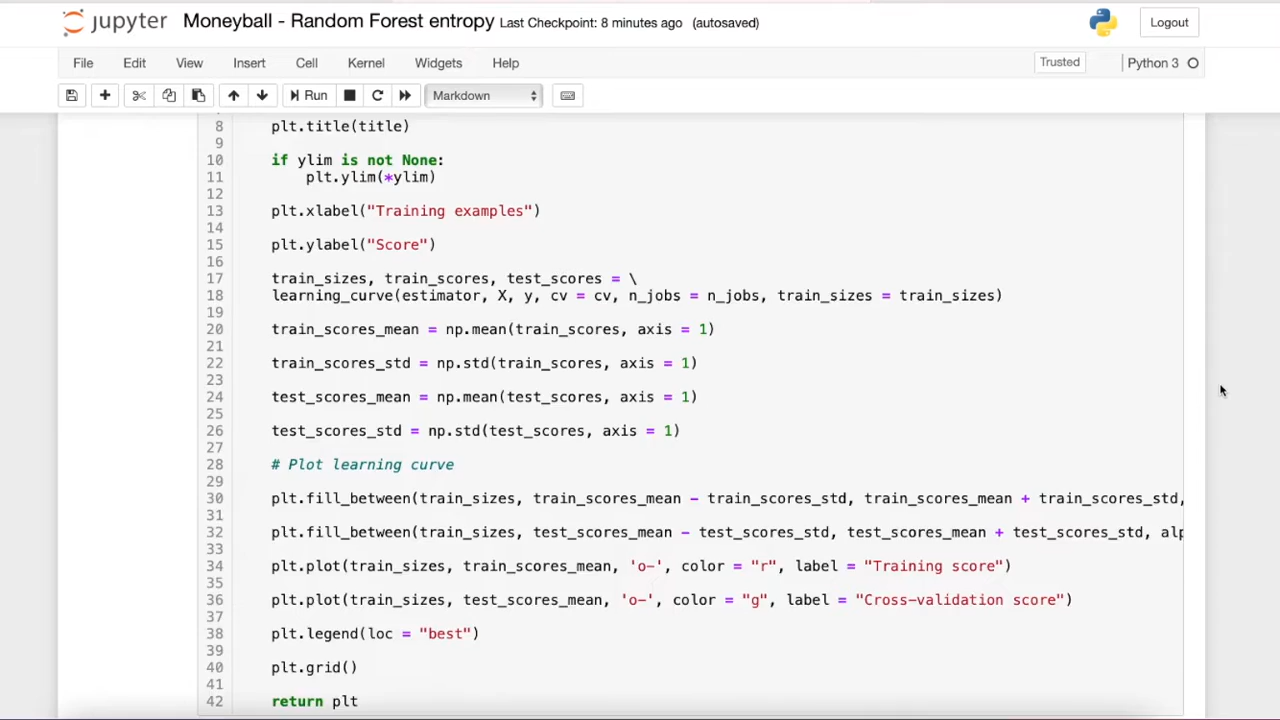 jupyter Moneyball - Random Forest entropy Last Checkpoint: 8 minutes ago (autosaved) Logout
File Edit View Insert Cell Kernel Widgets Help Trusted Python 3
Run Markdown
8 plt.title(title)
9
10 if ylim is not None:
11 plt.ylim(*ylim)
12
13 plt.xlabel("Training examples")
14
15 plt.ylabel("Score")
16
17 train_sizes, train_scores, test_scores = \
18 learning_curve(estimator, X, y, cv = cv, n_jobs = n_jobs, train_sizes = train_sizes)
19
20 train_scores_mean = np.mean(train_scores, axis = 1)
21
22 train_scores_std = np.std(train_scores, axis = 1)
23
24 test_scores_mean = np.mean(test_scores, axis = 1)
25
26 test_scores_std = np.std(test_scores, axis = 1)
27
28 # Plot learning curve
29
30 plt.fill_between(train_sizes, train_scores_mean - train_scores_std, train_scores_mean + train_scores_std,
31
32 plt.fill_between(train_sizes, test_scores_mean - test_scores_std, test_scores_mean + test_scores_std, alp
33
34 plt.plot(train_sizes, train_scores_mean, 'o-', color = "r", label = "Training score")
35
36 plt.plot(train_sizes, test_scores_mean, 'o-', color = "g", label = "Cross-validation score")
37
38 plt.legend(loc = "best")
39
40 plt.grid()
41
42 return plt